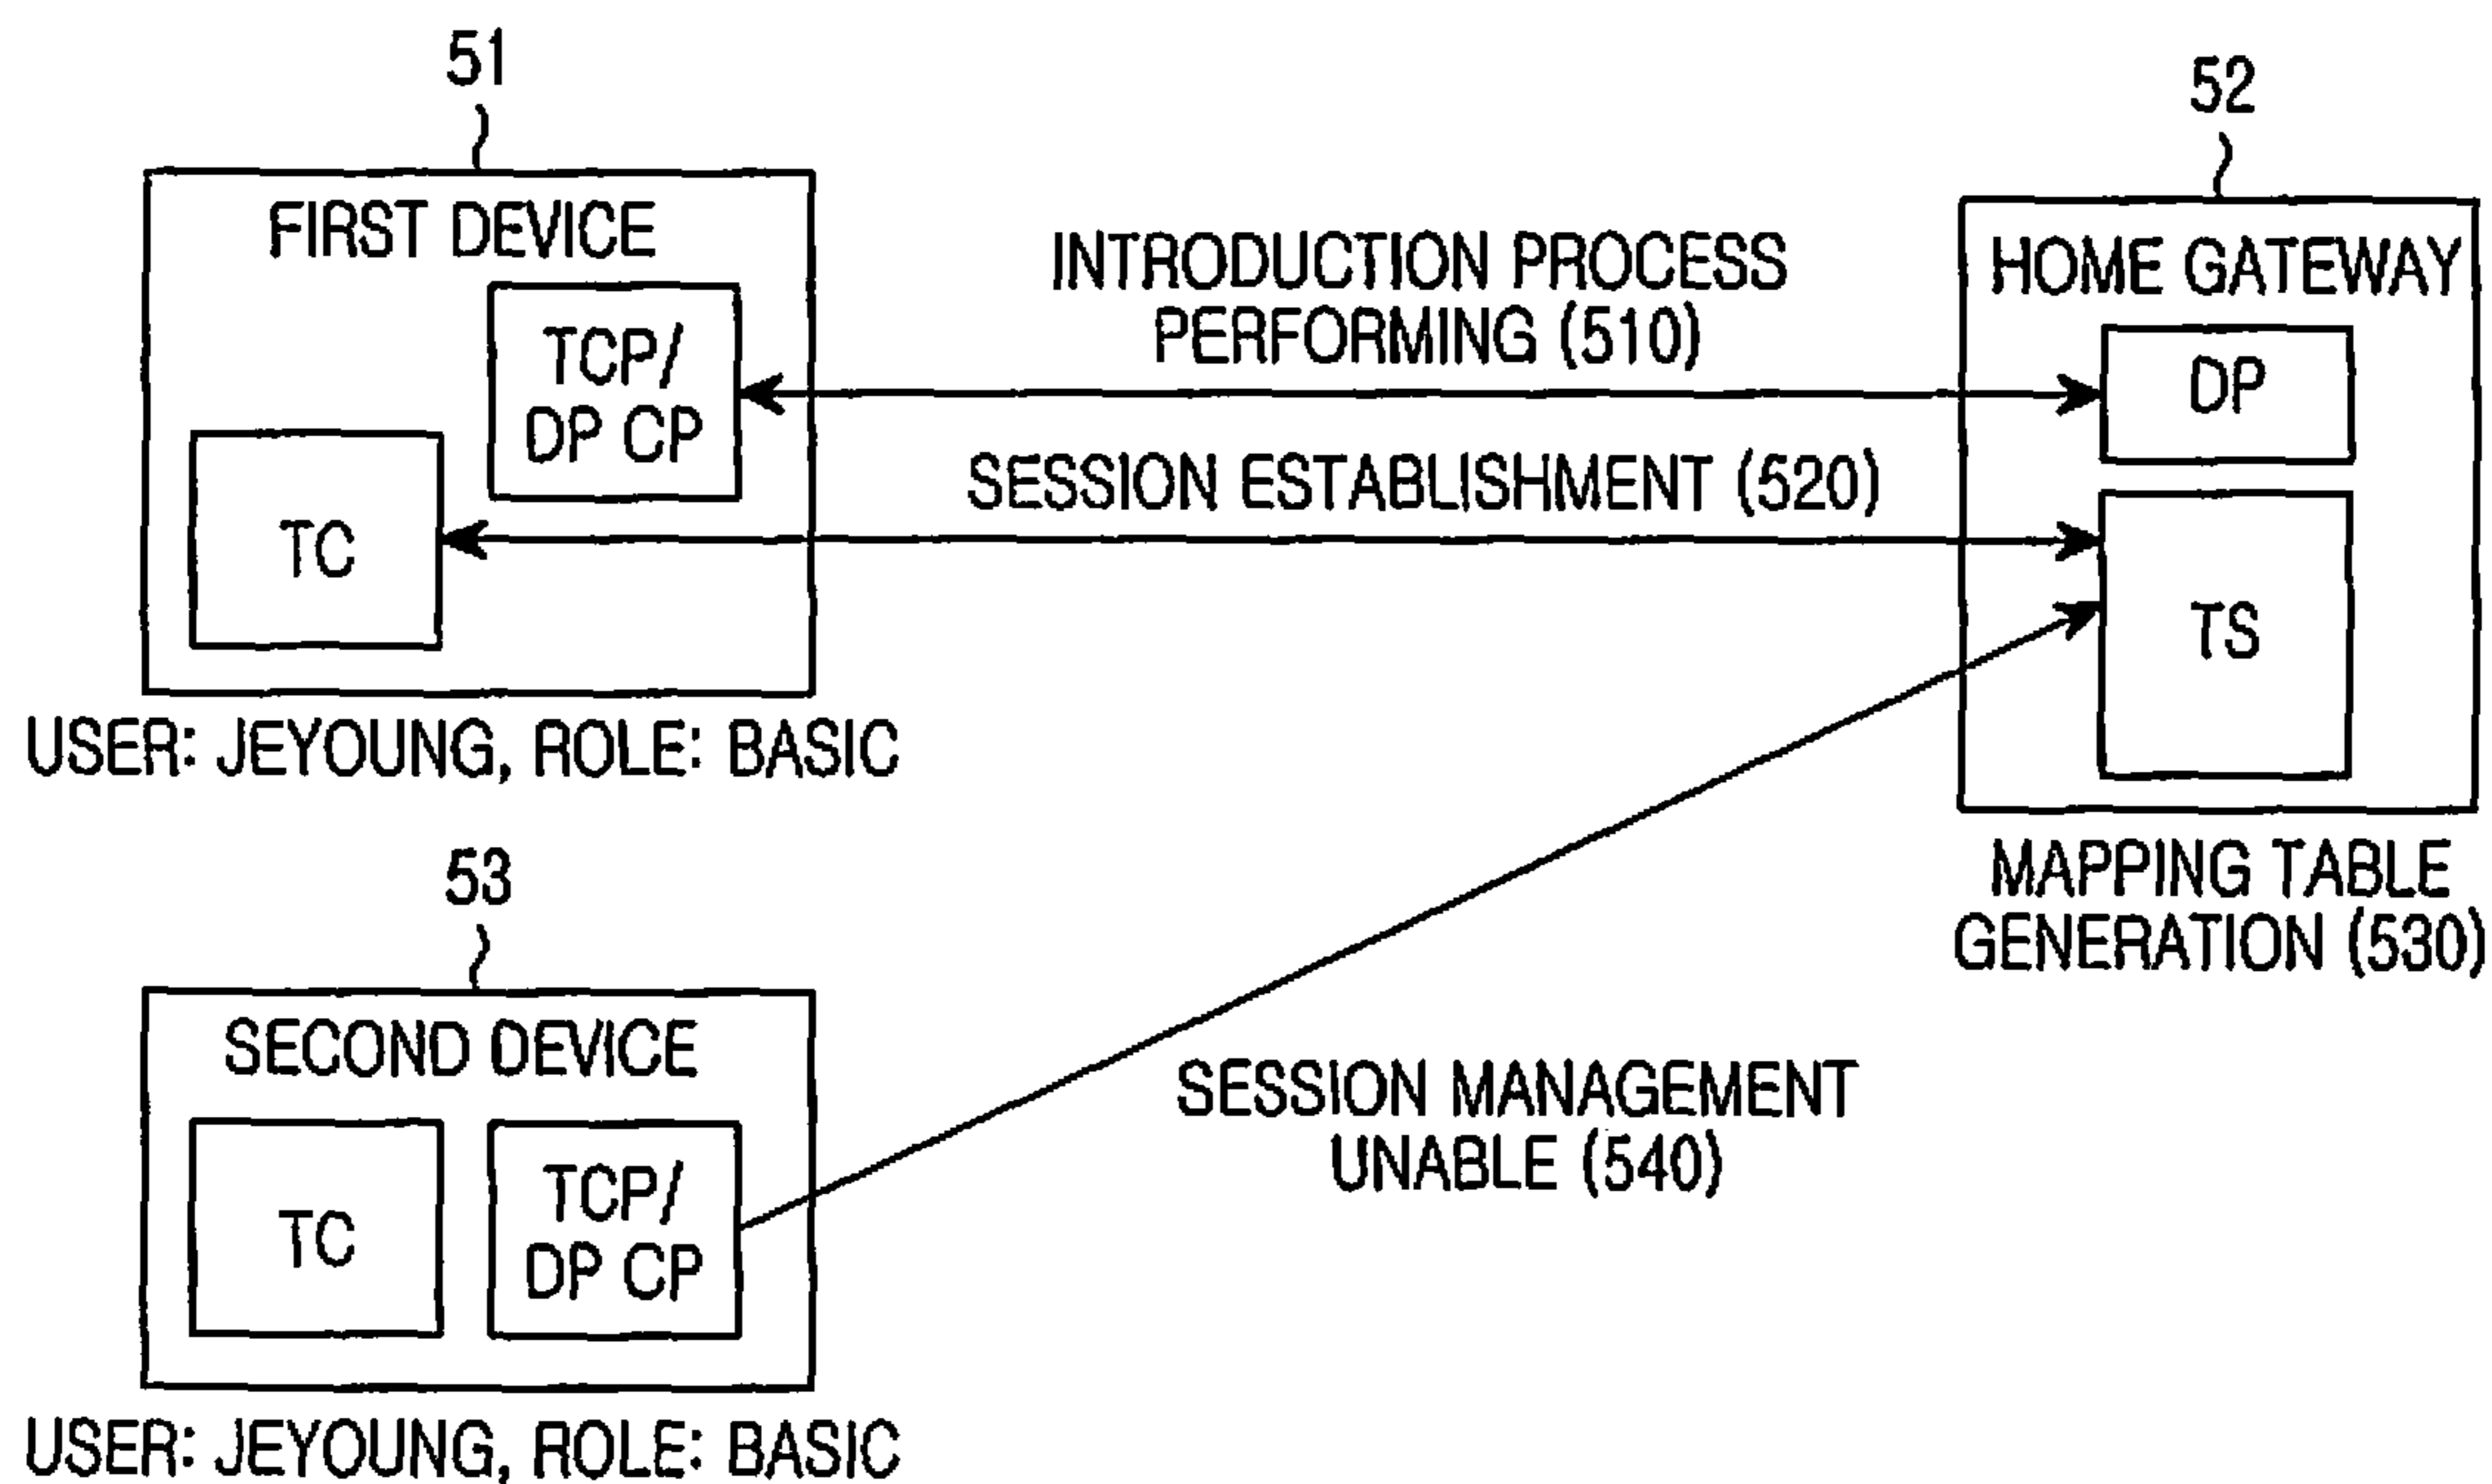 51
52
FIRST DEVICE
TCP/
DP CP
TC
USER: JEYOUNG, ROLE: BASIC
INTRODUCTION PROCESS
PERFORMING (510)
SESSION ESTABLISHMENT (520)
HOME GATEWAY
DP
TS
MAPPING TABLE
GENERATION (530)
53
SECOND DEVICE
TC
TCP/
DP CP
SESSION MANAGEMENT
UNABLE (540)
USER: JEYOUNG, ROLE: BASIC